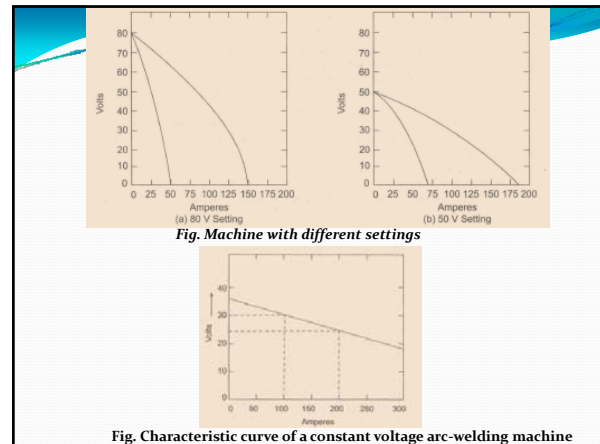 80
70
60
50
40
30
20
10
0
Volts
0 25 50 75 100 125 150 175 200
Amperes
(a) 80 V Setting
80
70
60
50
40
30
20
10
0
Volts
0 25 50 75 100 125 150 175 200
Amperes
(b) 50 V Setting
Fig. Machine with different settings
40
30
20
10
0
Volts
0 50 100 150 200 250 300
Amperes
Fig. Characteristic curve of a constant voltage arc-welding machine